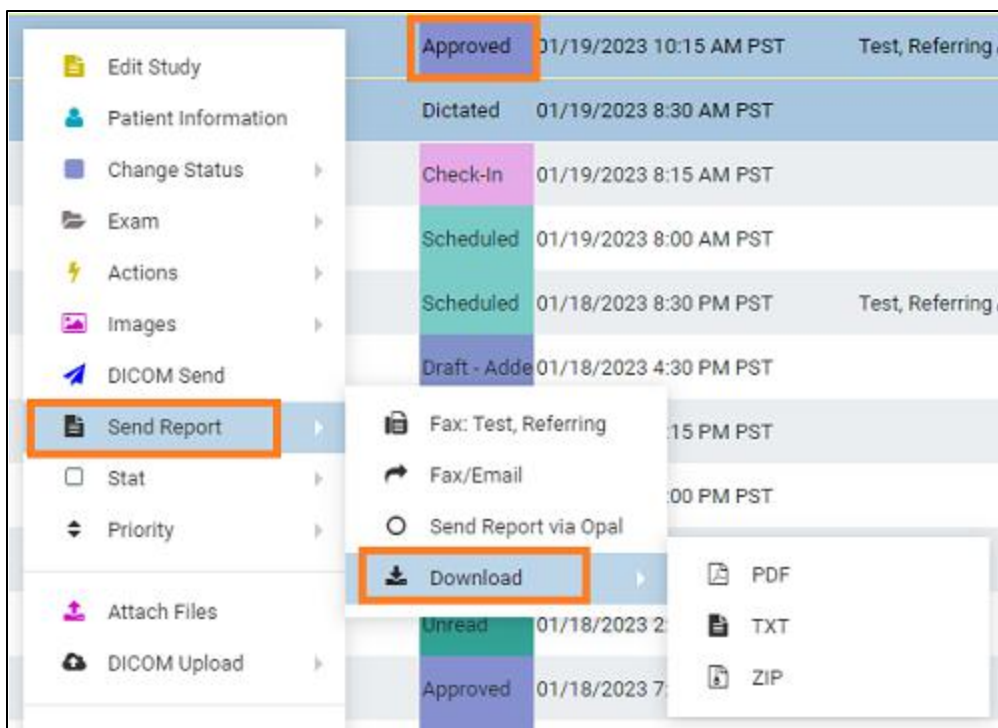 Approved 01/19/2023 10:15 AM PST Test, Referring
Edit Study
Dictated 01/19/2023 8:30 AM PST
Patient Information
Change Status
Check-In 01/19/2023 8:15 AM PST
Exam
Scheduled 01/19/2023 8:00 AM PST
Actions
Scheduled 01/18/2023 8:30 PM PST Test, Referring
Images
DICOM Send
Draft - Adde 01/18/2023 4:30 PM PST
Send Report
Fax: Test, Referring
:15 PM PST
Stat
Fax/Email
:00 PM PST
Priority
Send Report via Opal
Download
PDF
TXT
ZIP
Attach Files
Unread 01/18/2023 2:
DICOM Upload
Approved 01/18/2023 7: